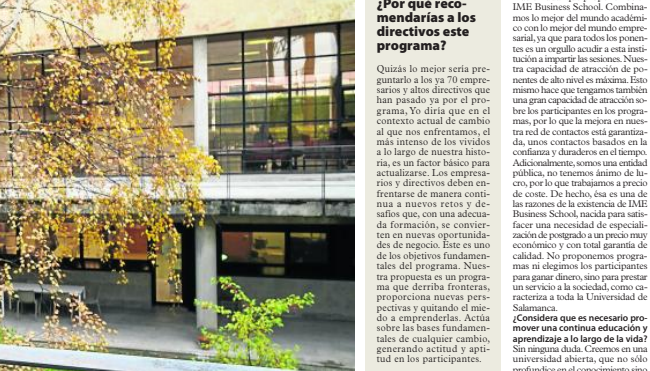 ¿Por qué reco-
mendarías a los
directivos este
programa?
Quizás lo mejor sería pre-
guntarlo a los ya 70 empre-
sarios y altos directivos que
han pasado ya por el pro-
grama, Yo diría que en el
contexto actual de cambio
al que nos enfrentamos, el
más intenso de los vividos
a lo largo de nuestra histo-
ria, es un factor básico para
actualizarse. Los empresa-
rios y directivos deben en-
frentarse de manera conti-
nua a nuevos retos y de-
safíos que, con una adecua-
da formación, se convier-
ten en nuevas oportunida-
des de negocio. Éste es uno
de los objetivos fundamen-
tales del programa. Nues-
tra propuesta es un progra-
ma que derriba fronteras,
proporciona nuevas pers-
pectivas y quitando el mie-
do a emprenderlas. Actúa
sobre las bases fundamen-
tales de cualquier cambio,
generando actitud y apti-
tud en los participantes.
IME Business School. Combina-
mos lo mejor del mundo académi-
co con lo mejor del mundo empre-
sarial, ya que para todos los ponen-
tes es un orgullo acudir a esta insti-
tución a impartir las sesiones. Nues-
tra capacidad de atracción de po-
nentes de alto nivel es máxima. Esto
mismo hace que tengamos también
una gran capacidad de atracción so-
bre los participantes en los progra-
mas, por lo que la mejora en nues-
tra red de contactos está garantiza-
da, unos contactos basados en la
confianza y duraderos en el tiempo.
Adicionalmente, somos una entidad
pública, no tenemos ánimo de lu-
cro, por lo que trabajamos a precio
de coste. De hecho, ésa es una de
las razones de la existencia de IME
Business School, nacida para satis-
facer una necesidad de especiali-
zación de postgrado a un precio muy
económico y con total garantía de
calidad. No proponemos progra-
mas ni elegimos los participantes
para ganar dinero, sino para prestar
un servicio a la sociedad, como ca-
racteriza a toda la Universidad de
Salamanca.
¿Considera que es necesario pro-
mover una continua educación y
aprendizaje a lo largo de la vida?
Sin ninguna duda. Creemos en una
universidad abierta, que no sólo
profundice en el conocimiento sino